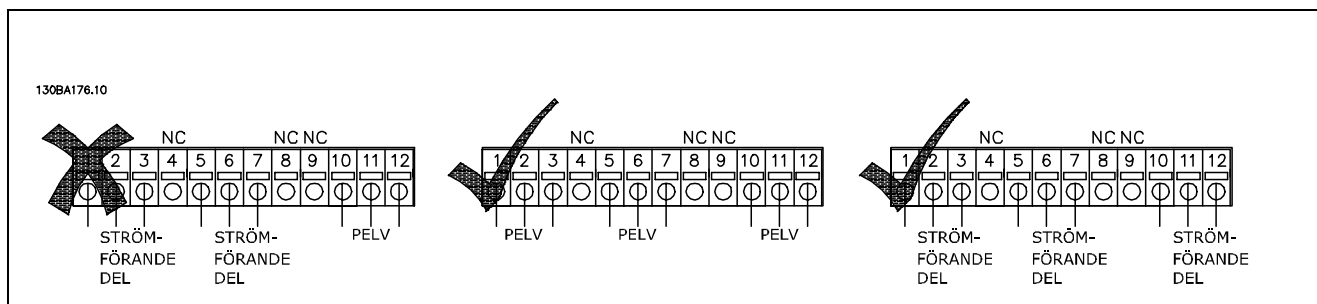 130BA176.10
NC NC NC
2 3 4 5 6 7 8 9 10 11 12
STRÖM-
FÖRANDE
DEL
STRÖM-
FÖRANDE
DEL
PELV
NC NC NC
1 2 3 4 5 6 7 8 9 10 11 12
PELV PELV PELV
NC NC NC
1 2 3 4 5 6 7 8 9 10 11 12
STRÖM-
FÖRANDE
DEL
STRÖM-
FÖRANDE
DEL
STRÖM-
FÖRANDE
DEL